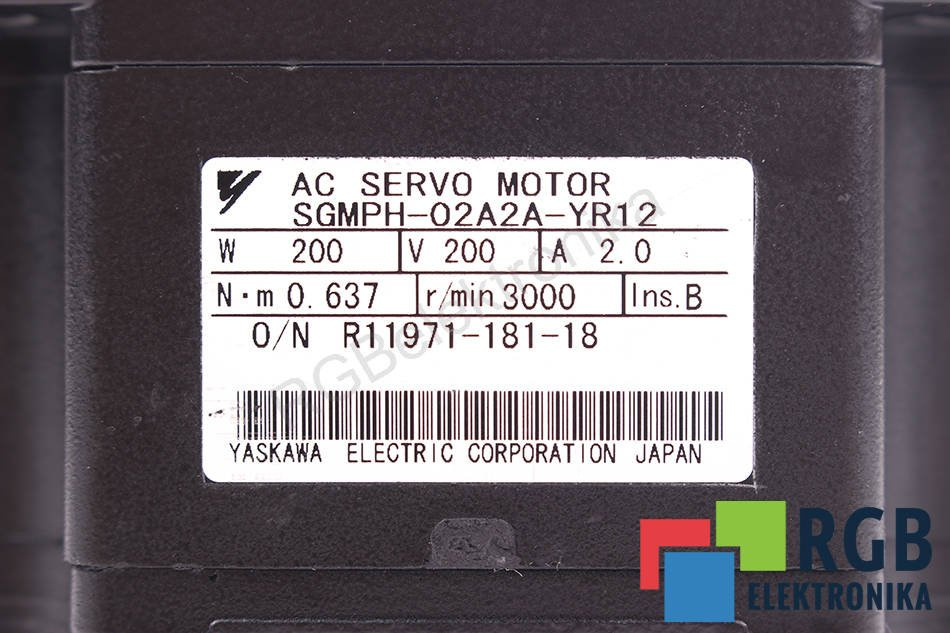 AC SERVO MOTOR
SGMPH-02A2A-YR12
W 200 V 200 A 2.0
N·m 0.637 r/min 3000 Ins.B
O/N R11971-181-18
YASKAWA ELECTRIC CORPORATION JAPAN
RGBelektronika
RGB
ELEKTRONIKA